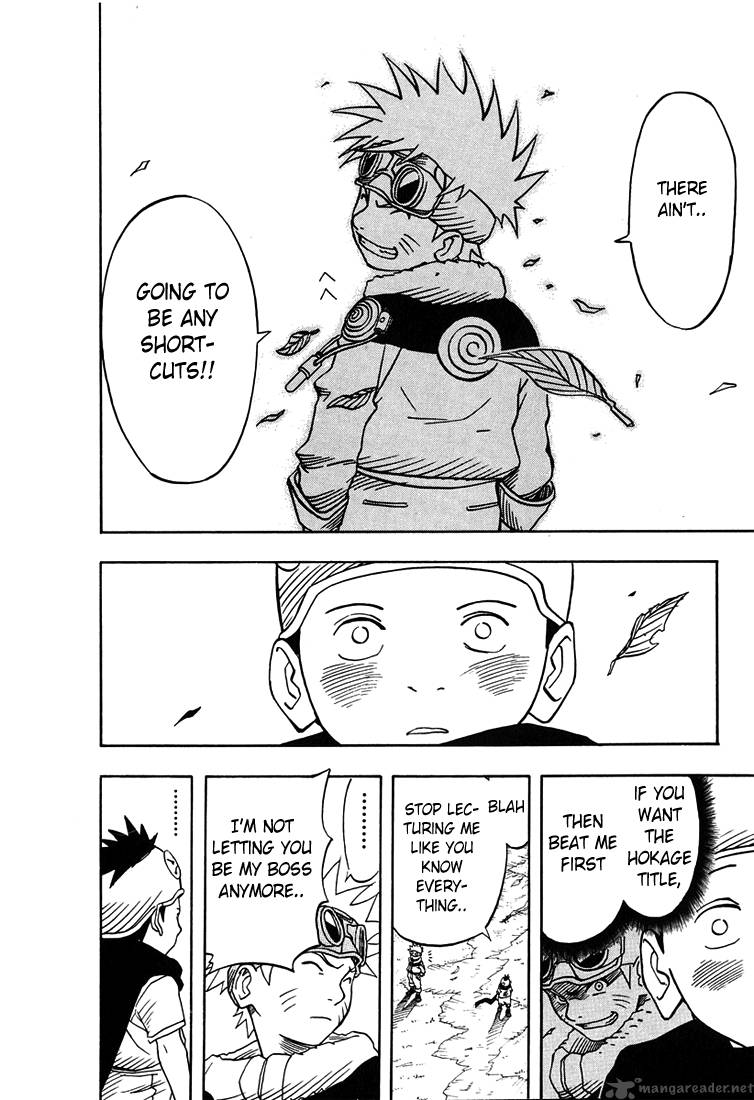 THERE
AIN'T..
GOING TO
BE ANY
SHORT-
CUTS!!
IF YOU
WANT
THE
HOKAGE
TITLE,
THEN
BEAT ME
FIRST
BLAH
STOP LEC-
TURING ME
LIKE YOU
KNOW
EVERY-
THING..
.........
I'M NOT
LETTING YOU
BE MY BOSS
ANYMORE..
.........
mangareader.net